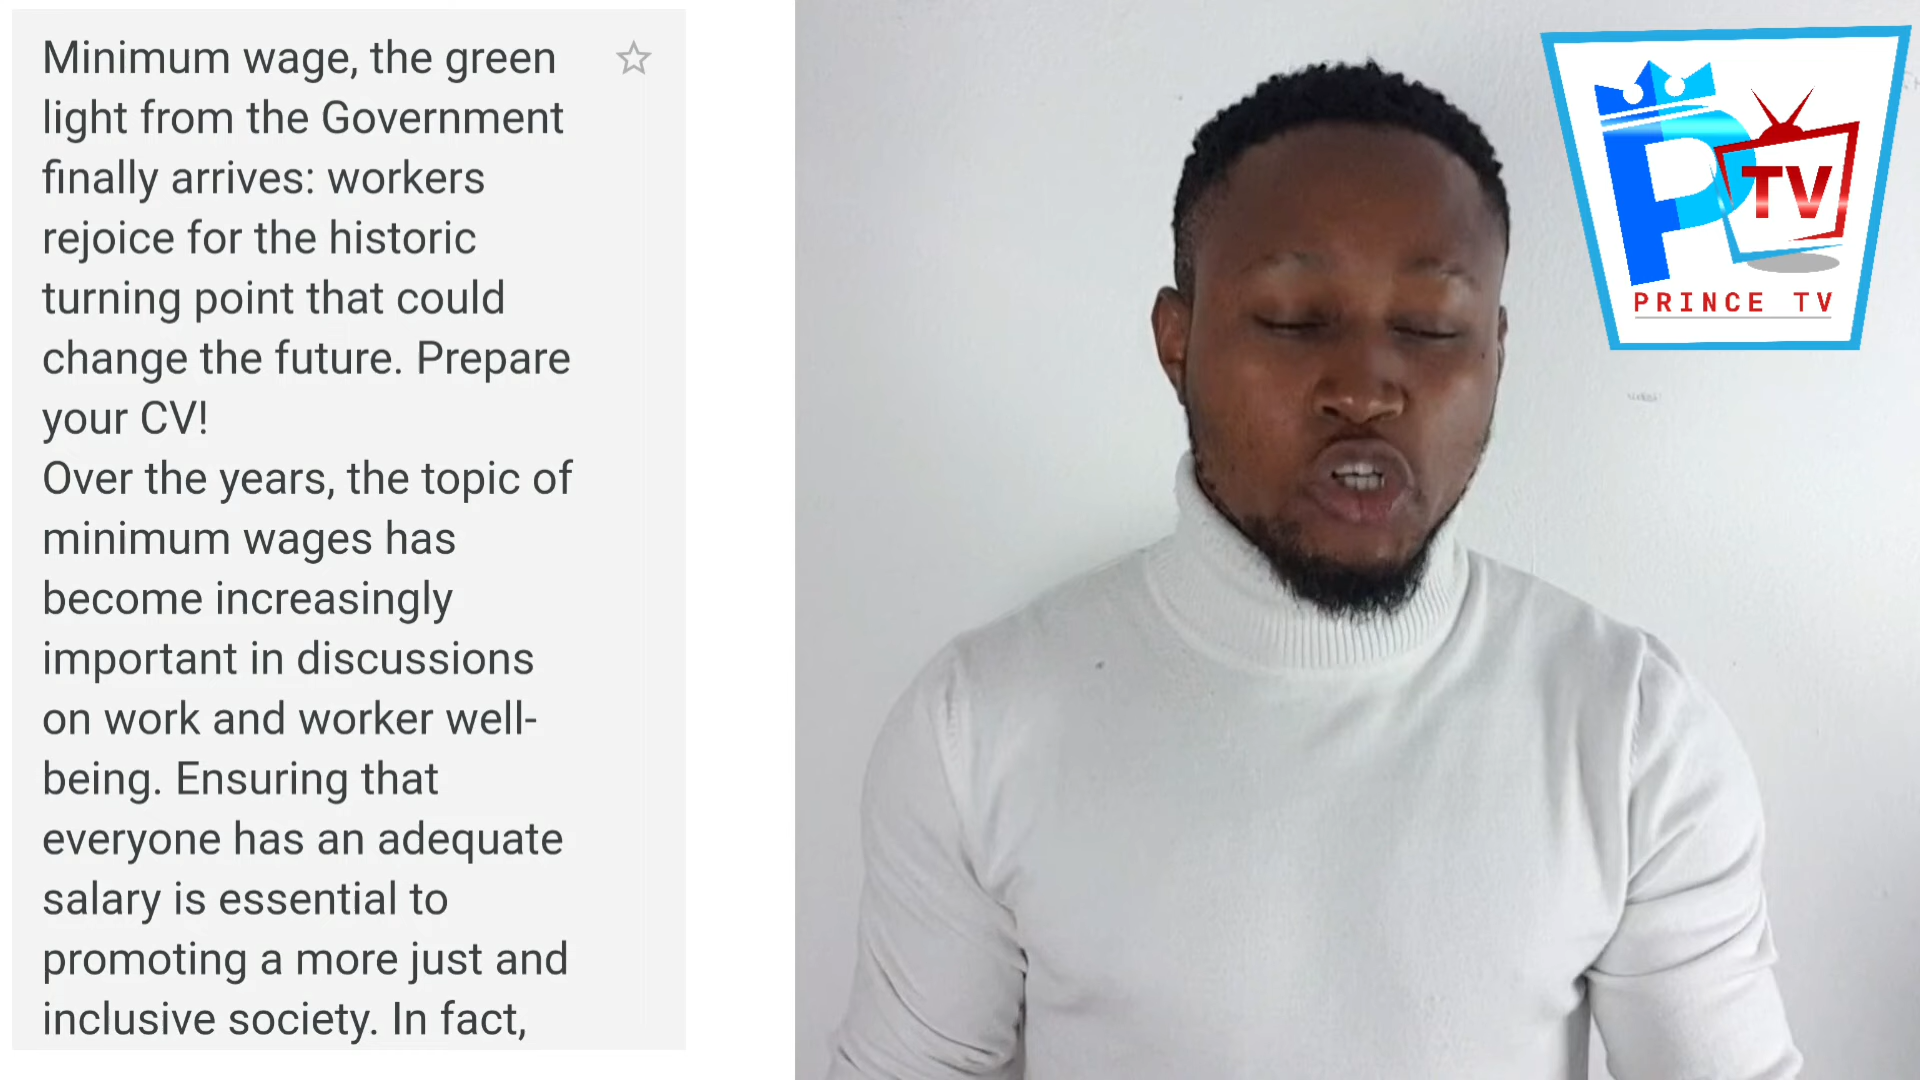 Minimum wage, the green
light from the Government
finally arrives: workers
rejoice for the historic
turning point that could
change the future. Prepare
your CV!
Over the years, the topic of
minimum wages has
become increasingly
important in discussions
on work and worker well-
being. Ensuring that
everyone has an adequate
salary is essential to
promoting a more just and
inclusive society. In fact,
P TV
PRINCE TV